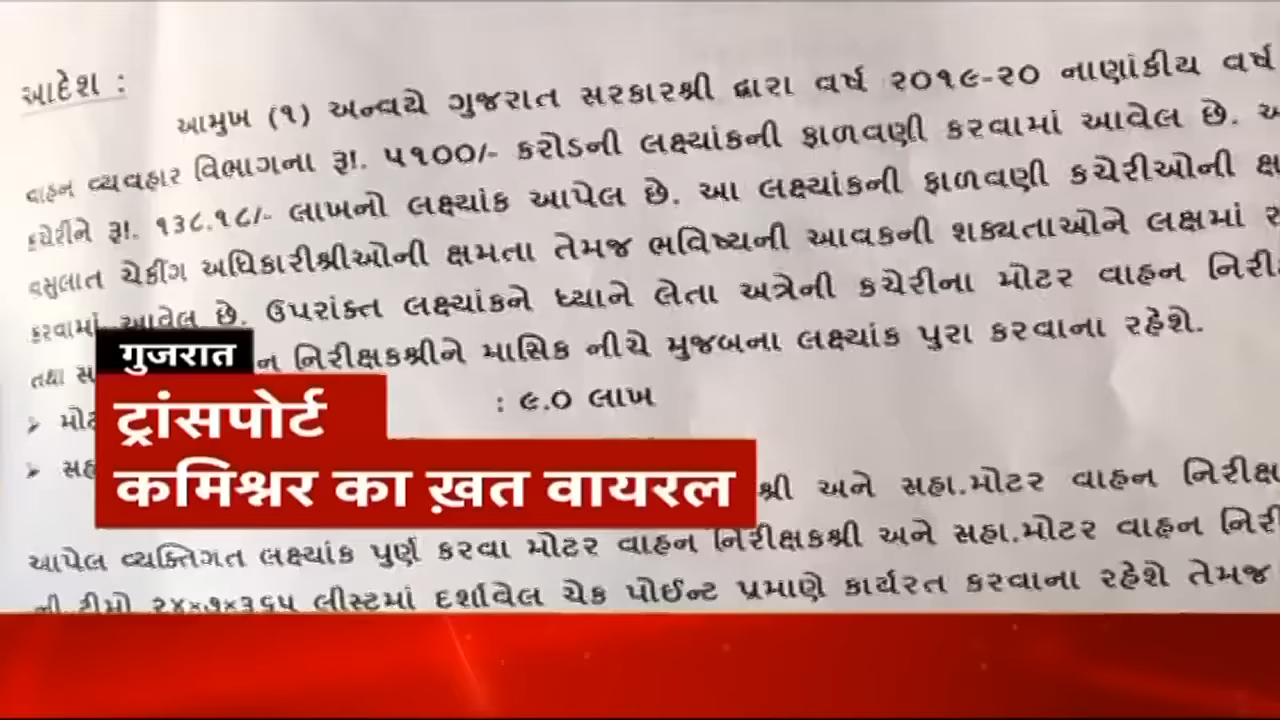 આદેશ :
આમુખ (૧) અન્વયે ગુજરાત સરકારશ્રી દ્વારા વર્ષ ૨૦૧૯-૨૦ નાણાંકીય વર્ષ
વાહન વ્યવહાર વિભાગના રૂા. ૫૧૦૦/- કરોડની લક્ષ્યાંકની ફાળવણી કરવામાં આવેલ છે.
કચેરીને રૂા. ૧૩૮.૧૮/- લાખનો લક્ષ્યાંક આપેલ છે. આ લક્ષ્યાંકની ફાળવણી કચેરીઓની
વસુલાત ચેકીંગ અધિકારીશ્રીઓની ક્ષમતા તેમજ ભવિષ્યની આવકની શક્યતાઓને લક્ષમાં
કરવામાં આવેલ છે. ઉપરાંક્ત લક્ષ્યાંકને ધ્યાને લેતા અત્રેની કચેરીના મોટર વાહન
તથા નિરીક્ષકશ્રીને માસિક નીચે મુજબના લક્ષ્યાંક પુરા કરવાના રહેશે.
: ૯.૦ લાખ
ગુજરાત
ट्रांसपोर्ट
कमिश्नर का ख़त वायरल
શ્રી અને સહા.મોટર વાહન
આપેલ વ્યક્તિગત લક્ષ્યાંક પુર્ણ કરવા મોટર વાહન નિરીક્ષકશ્રી અને સહા.મોટર વાહન
ની ટીમો ૨૪x૭x૩૬૫ લીસ્ટમાં દર્શાવેલ ચેક પોઈન્ટ પ્રમાણે કાર્યરત કરવાના રહેશે તેમજ